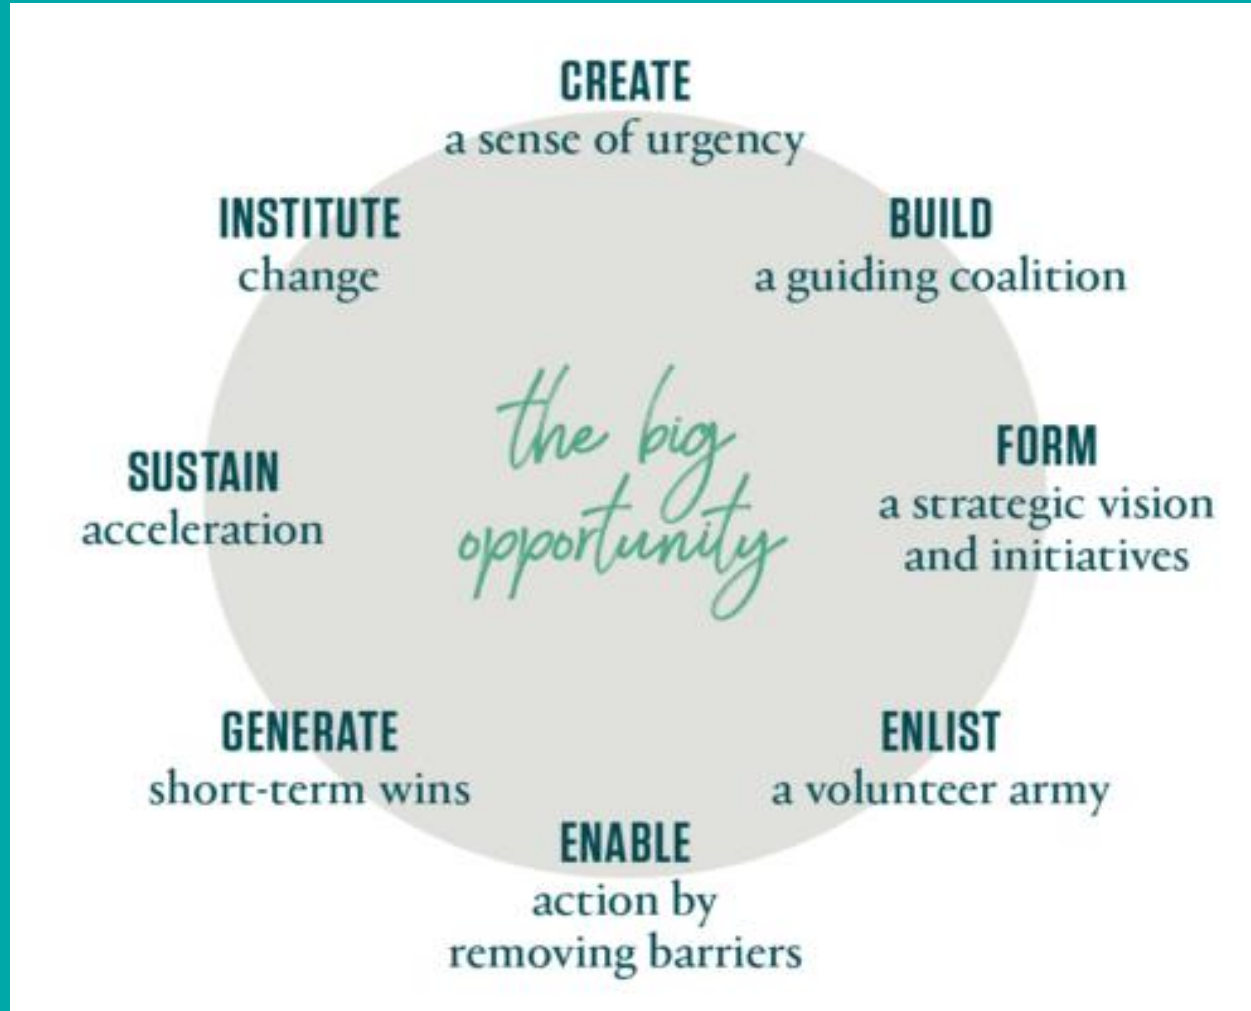 CREATE
a sense of urgency
BUILD
a guiding coalition
FORM
a strategic vision
and initiatives
ENLIST
a volunteer army
ENABLE
action by
removing barriers
GENERATE
short-term wins
SUSTAIN
acceleration
INSTITUTE
change
the big
opportunity